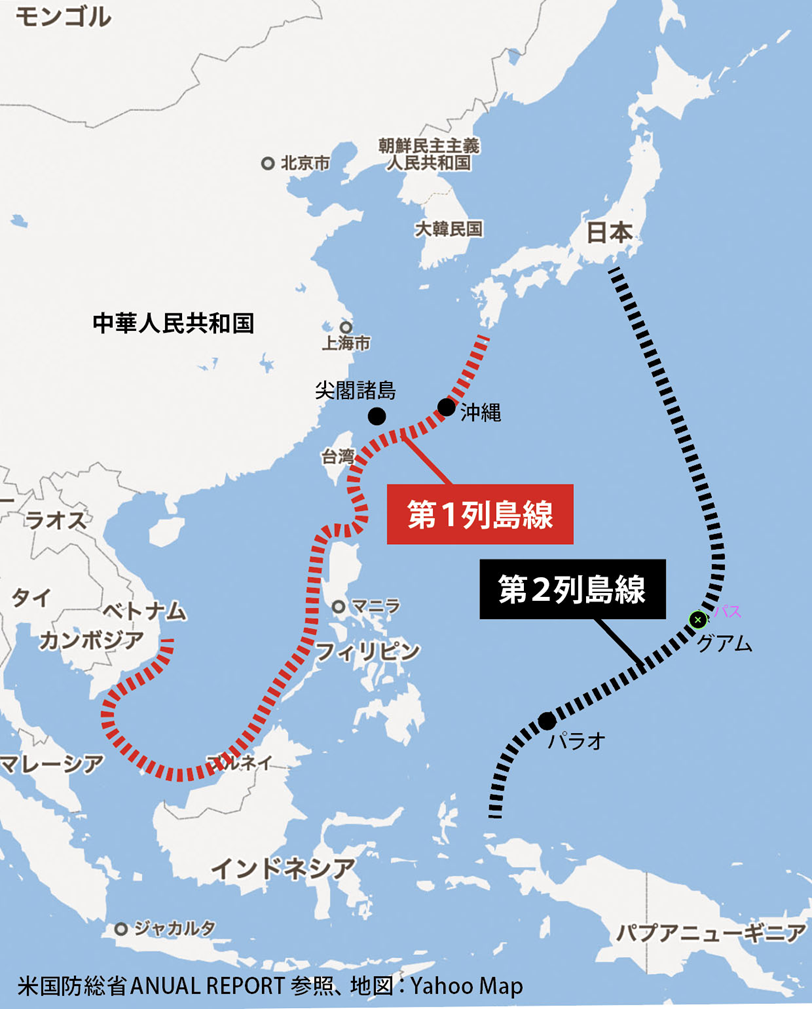 モンゴル
朝鮮民主主義
人民共和国
北京市
大韓民国
日本
中華人民共和国
上海市
尖閣諸島
沖縄
台湾
第1列島線
ラオス
第2列島線
タイ
ベトナム
マニラ
パス
カンボジア
グアム
フィリピン
パラオ
マレーシア
ブルネイ
インドネシア
ジャカルタ
パプアニューギニア
米国防総省ANUAL REPORT 参照、地図：Yahoo Map